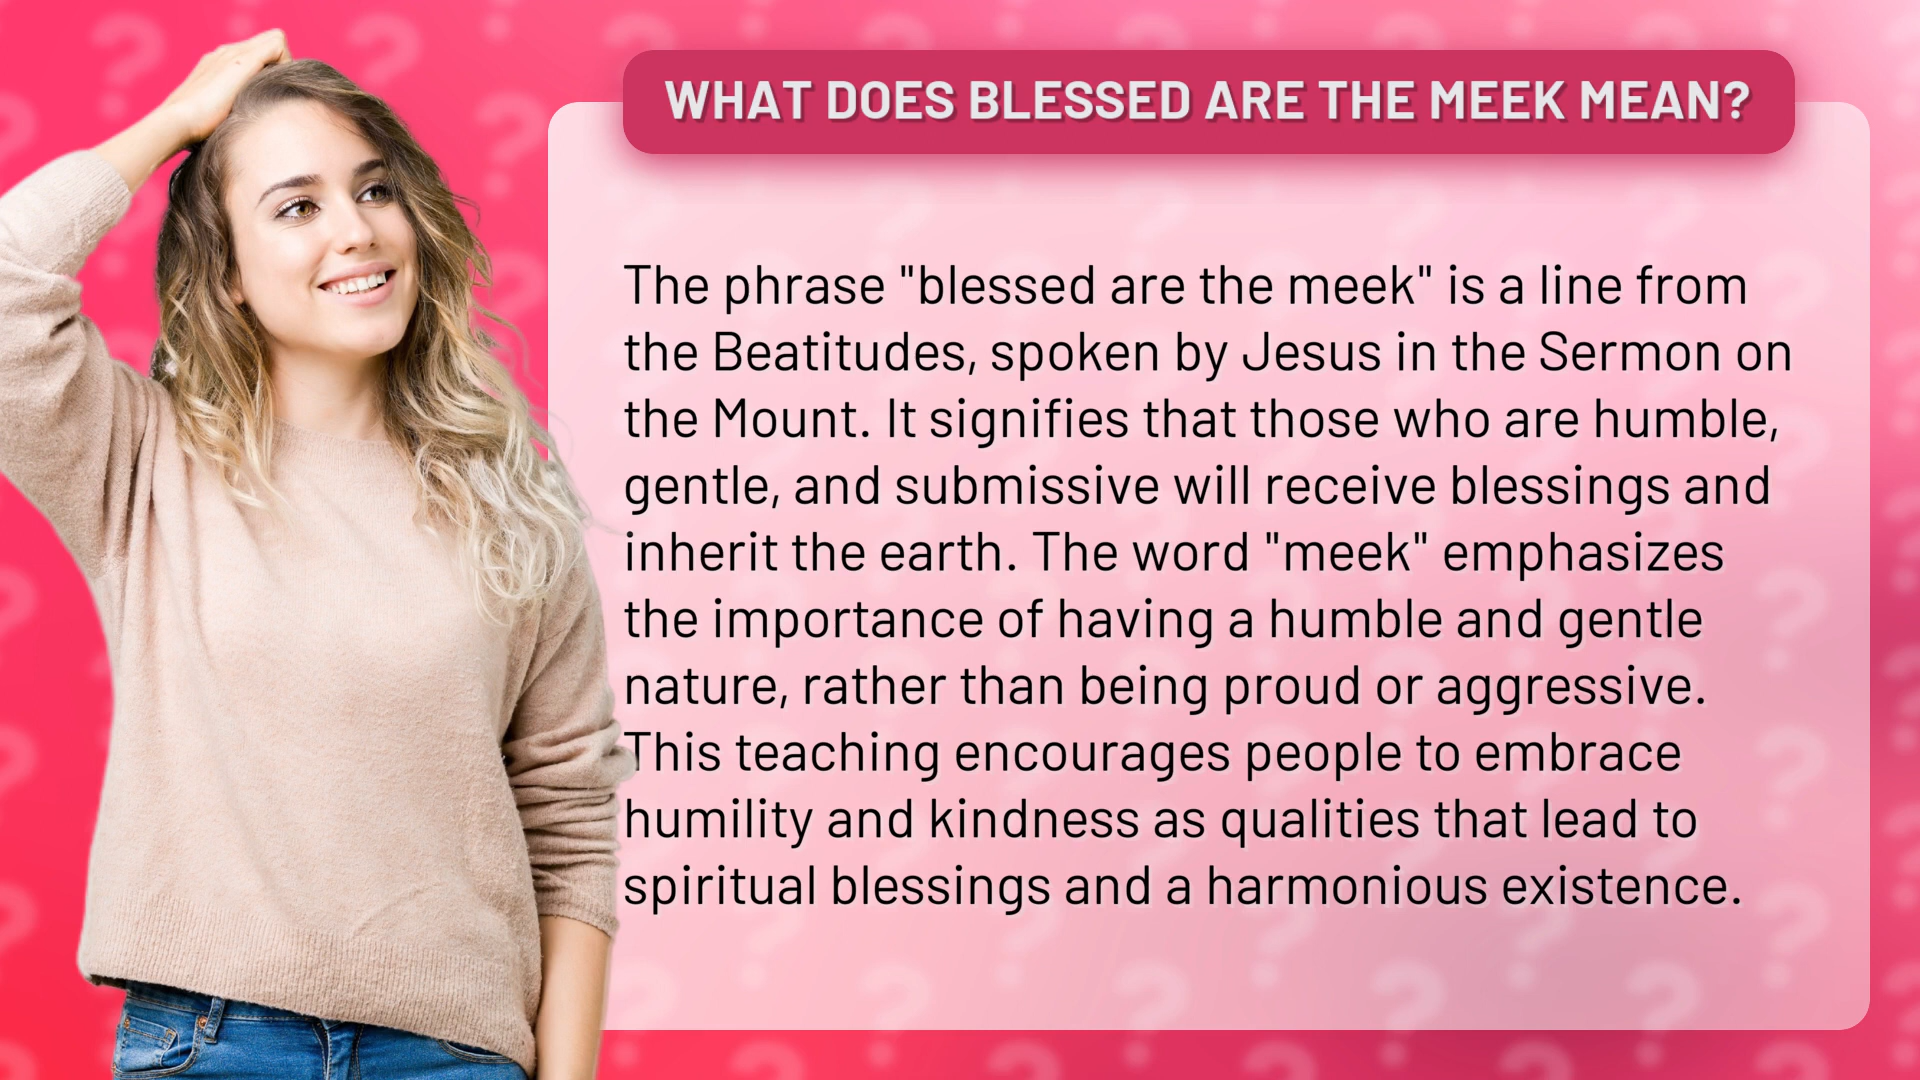 WHAT DOES BLESSED ARE THE MEEK MEAN?
The phrase "blessed are the meek" is a line from
the Beatitudes, spoken by Jesus in the Sermon on
the Mount. It signifies that those who are humble,
gentle, and submissive will receive blessings and
inherit the earth. The word "meek" emphasizes
the importance of having a humble and gentle
nature, rather than being proud or aggressive.
This teaching encourages people to embrace
humility and kindness as qualities that lead to
spiritual blessings and a harmonious existence.